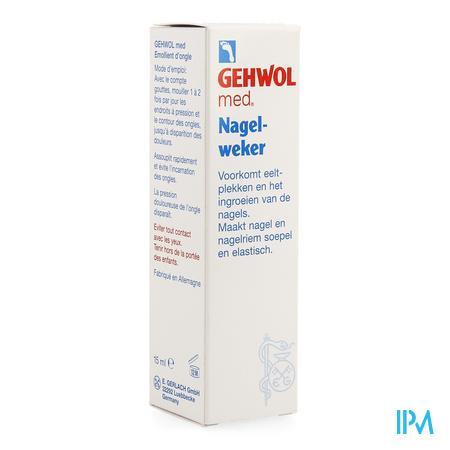 GEHWOL med
Emollient d'ongle
Mode d'emploi:
Avec le compte
gouttes, mouiller 1 à 2
fois par jour les
endroits à pression et
le contour des ongles,
jusqu'à disparition des
douleurs.
Assouplit rapidement
et évite l'incarnation
des ongles.
La pression
douloureuse de l'ongle
disparaît.
Eviter tout contact
avec les yeux.
Tenir hors de la portée
des enfants.
Fabriqué en Allemagne
15 ml e
12 M
E. GERLACH GmbH
32292 Luebbecke
Germany
GEHWOL
med.®
Nagel-
weker
Voorkomt eelt-
plekken en het
ingroeien van de
nagels.
Maakt nagel en
nagelriem soepel
en elastisch.
IPM